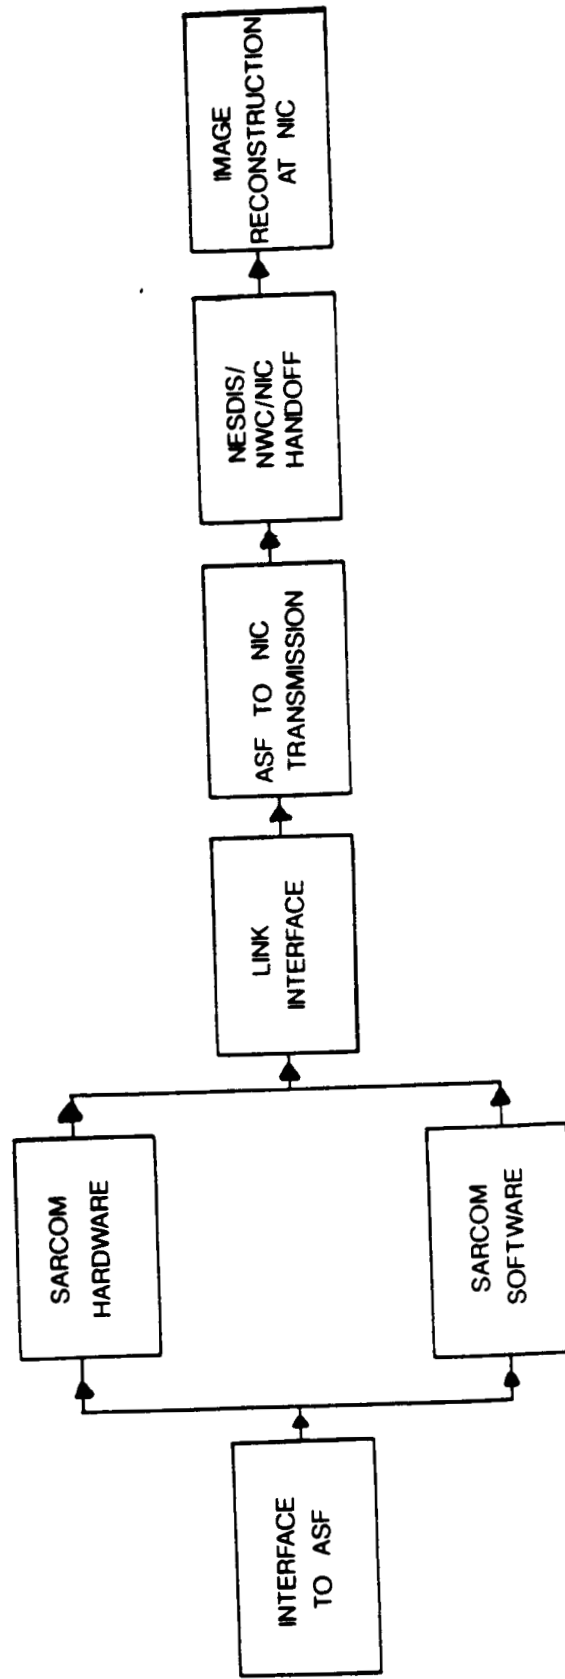 INTERFACE
TO ASF
SARCOM
HARDWARE
SARCOM
SOFTWARE
LINK
INTERFACE
ASF TO NIC
TRANSMISSION
NESDIS/
NWC/NIC
HANDOFF
IMAGE
RECONSTRUCTION
AT NIC